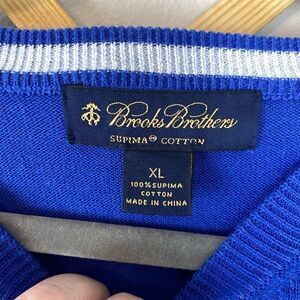 Brooks Brothers
SUPIMA® COTTON
XL
100% SUPIMA
COTTON
MADE IN CHINA